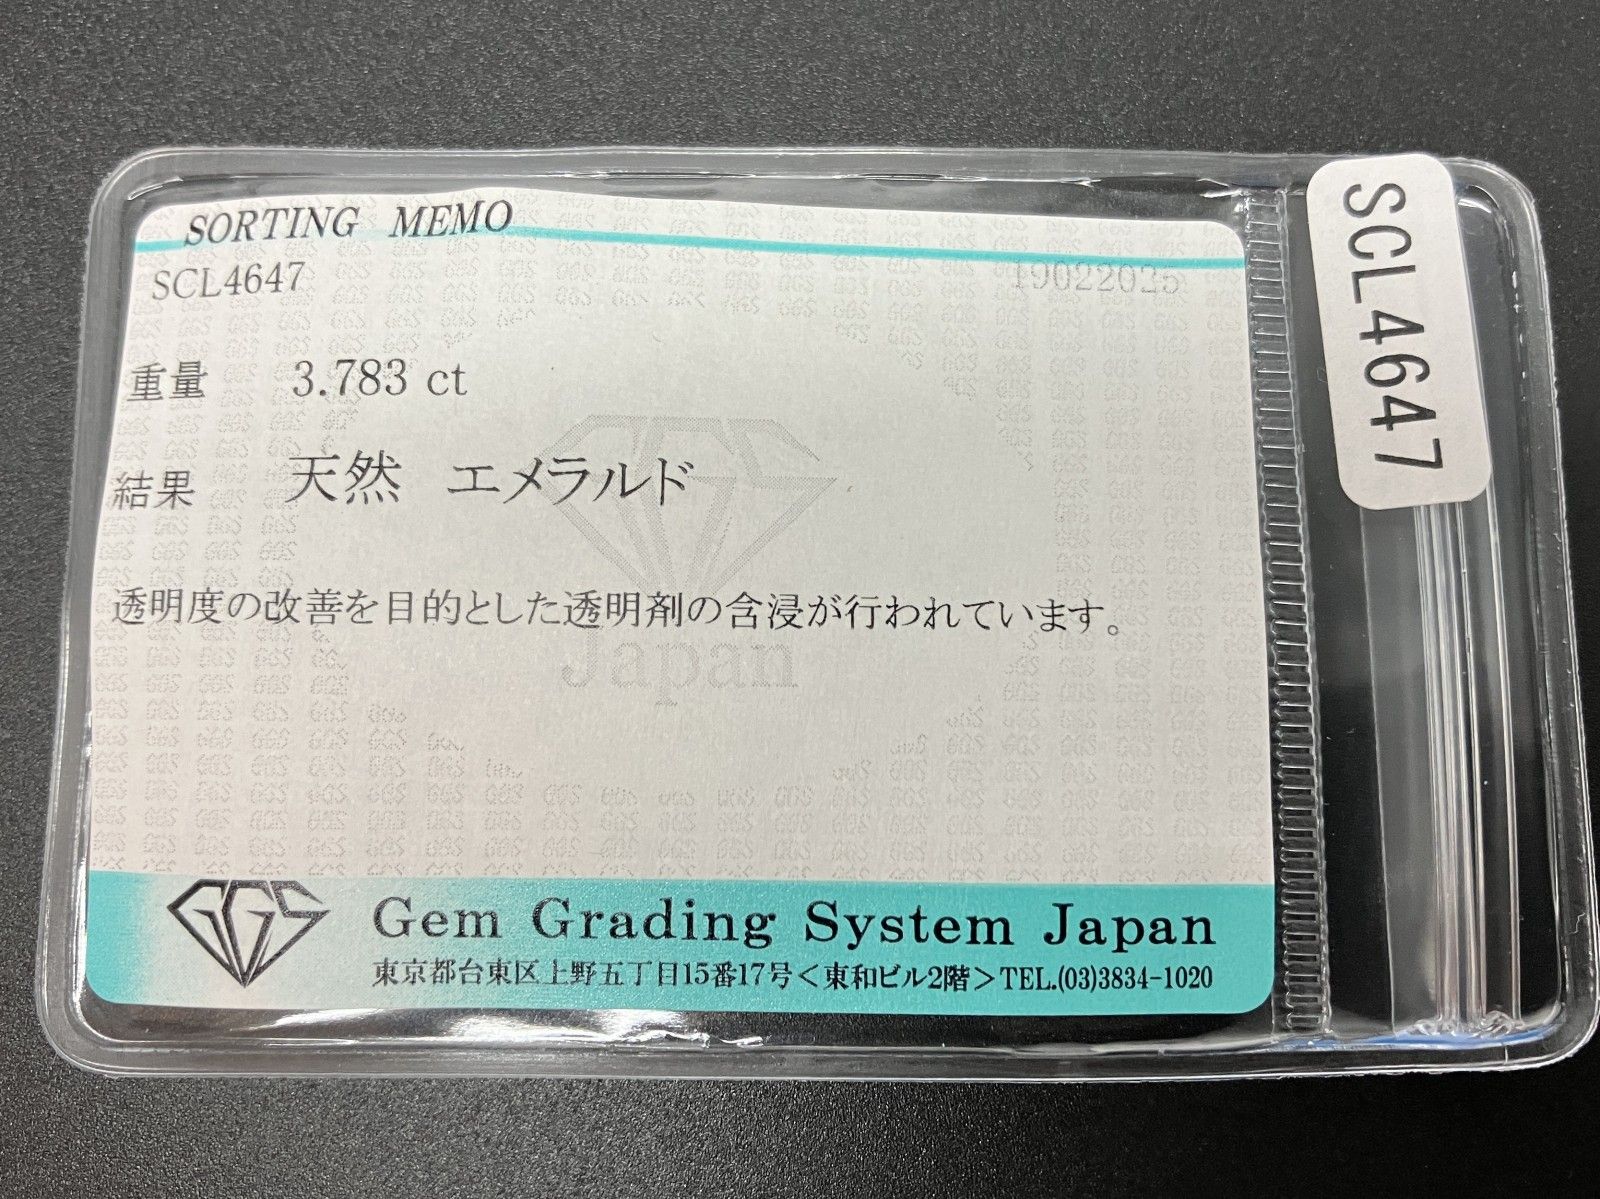 SORTING MEMO
SCL4647
19022025
重量 3.783 ct
結果 天然 エメラルド
透明度の改善を目的とした透明剤の含浸が行われています。
Japan
GGS
Gem Grading System Japan
東京都台東区上野五丁目15番17号<東和ビル2階>TEL.(03)3834-1020
SCL4647